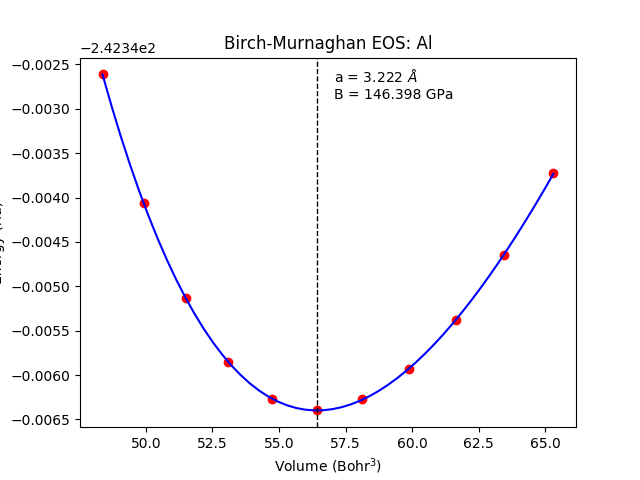 −2.4234e2
Birch-Murnaghan EOS: Al
a = 3.222 Å
B = 146.398 GPa
−0.0025
−0.0030
−0.0035
−0.0040
−0.0045
−0.0050
−0.0055
−0.0060
−0.0065
50.0 52.5 55.0 57.5 60.0 62.5 65.0
Volume (Bohr³)